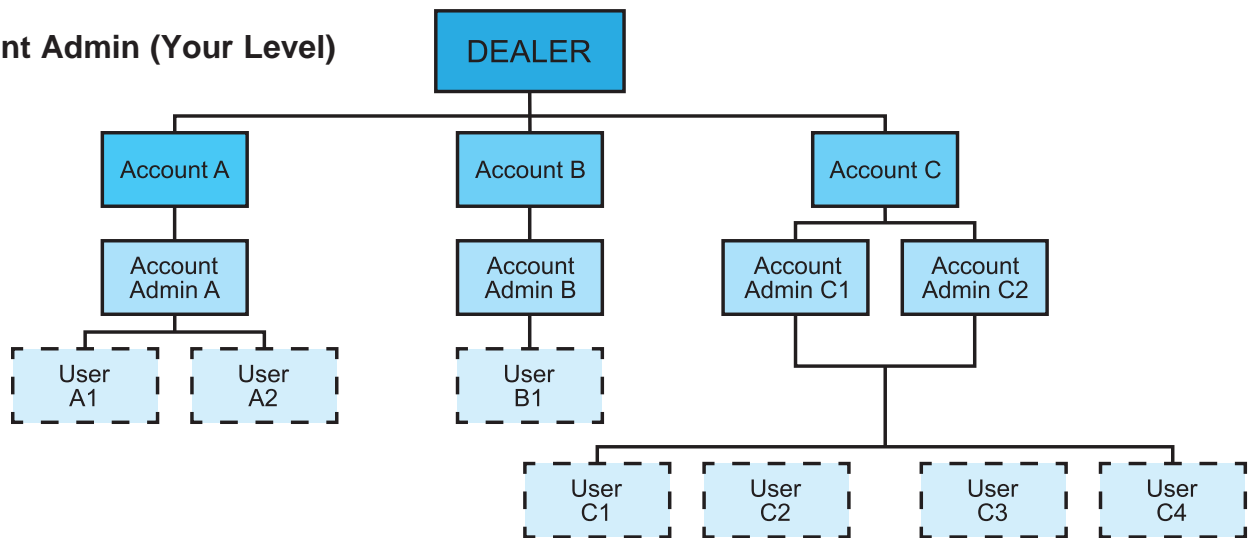 nt Admin (Your Level)
DEALER
Account A
Account B
Account C
Account
Admin A
Account
Admin B
Account
Admin C1
Account
Admin C2
User
A1
User
A2
User
B1
User
C1
User
C2
User
C3
User
C4